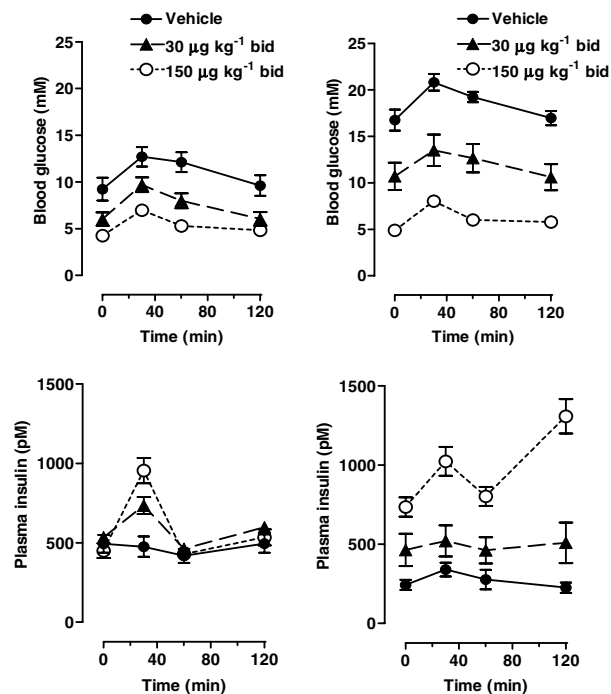 Vehicle
30 μg kg⁻¹ bid
150 μg kg⁻¹ bid
25
20
15
10
5
0
Blood glucose (mM)
0 40 80 120
Time (min)
Vehicle
30 μg kg⁻¹ bid
150 μg kg⁻¹ bid
25
20
15
10
5
0
Blood glucose (mM)
0 40 80 120
Time (min)
1500
1000
500
0
Plasma insulin (pM)
0 40 80 120
Time (min)
1500
1000
500
0
Plasma insulin (pM)
0 40 80 120
Time (min)